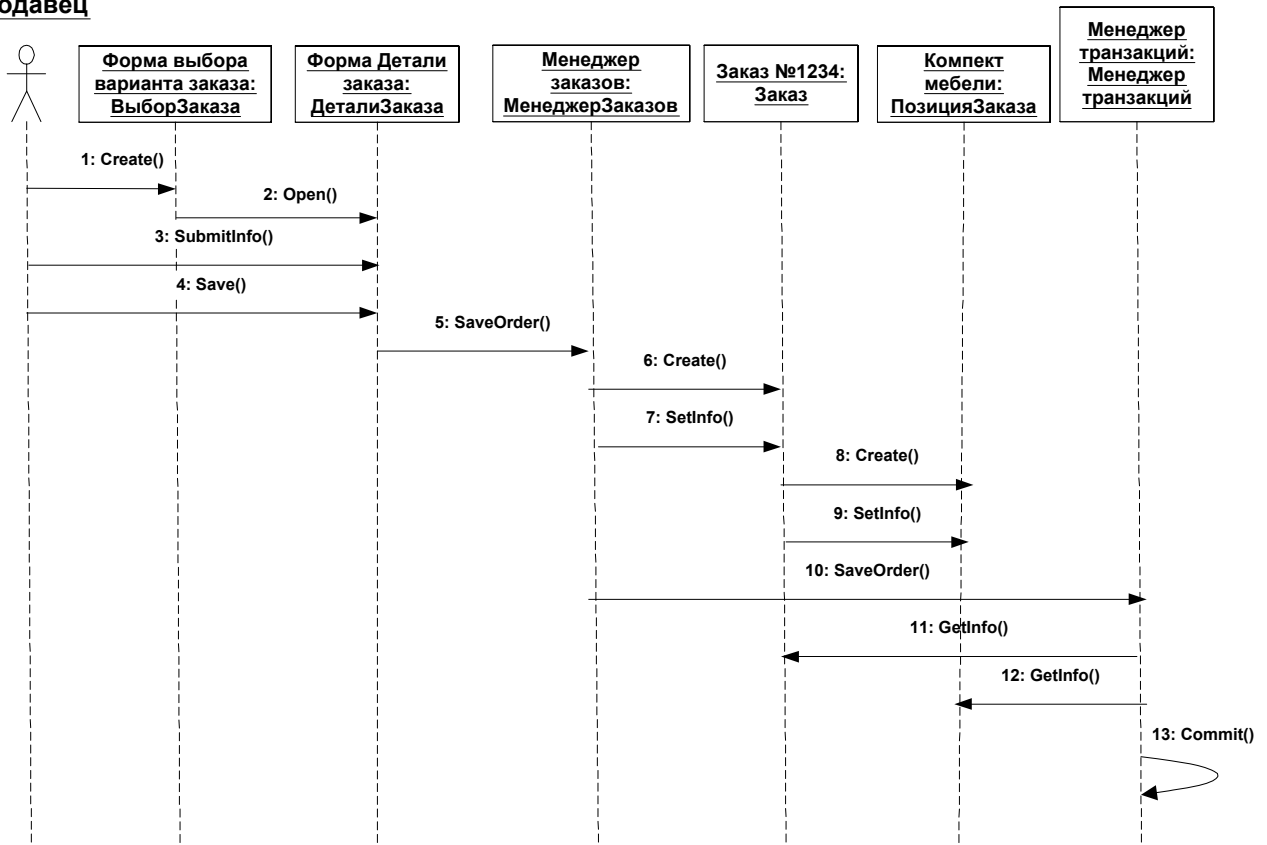 одавец
Форма выбора
варианта заказа:
ВыборЗаказа
Форма Детали
заказа:
ДеталиЗаказа
Менеджер
заказов:
МенеджерЗаказов
Заказ №1234:
Заказ
Компект
мебели:
ПозицияЗаказа
Менеджер
транзакций:
Менеджер
транзакций
1: Create()
2: Open()
3: SubmitInfo()
4: Save()
5: SaveOrder()
6: Create()
7: SetInfo()
8: Create()
9: SetInfo()
10: SaveOrder()
11: GetInfo()
12: GetInfo()
13: Commit()